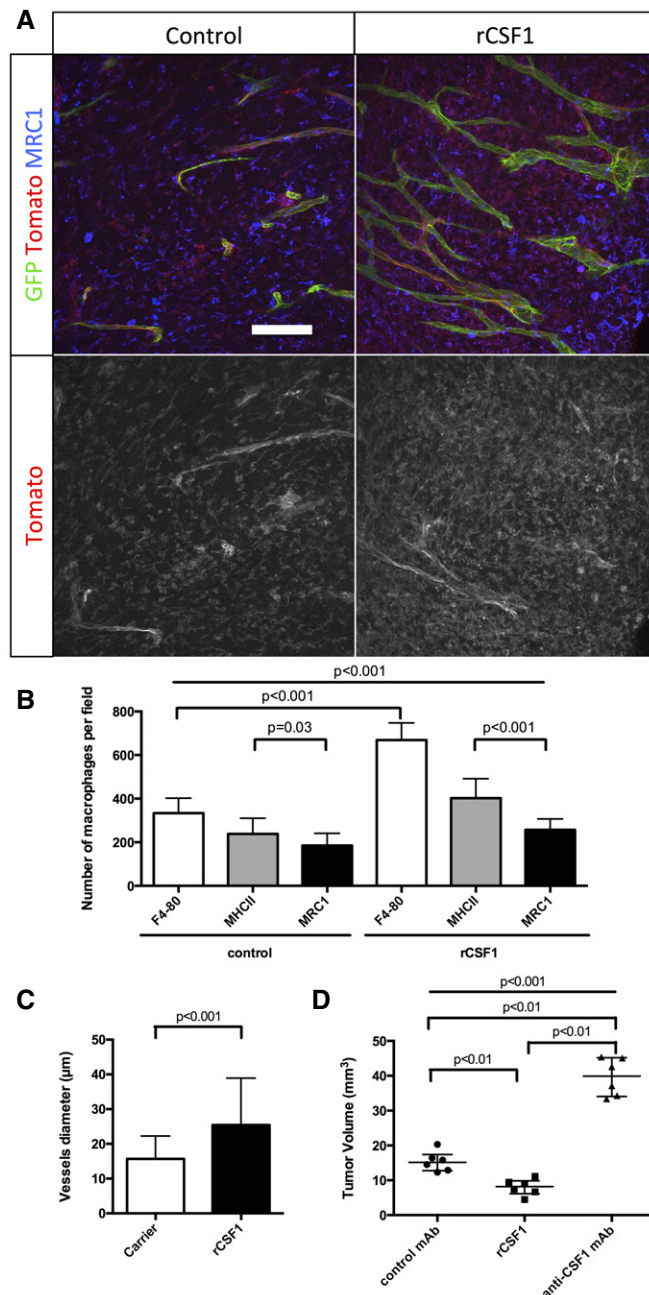 A
Control
rCSF1
GFP Tomato MRC1
Tomato
B
p<0.001
p<0.001
p=0.03
p<0.001
Number of macrophages per field
800
600
400
200
0
F4-80
MHCII
MRC1
F4-80
MHCII
MRC1
control
rCSF1
C
p<0.001
Vessels diameter (µm)
50
40
30
20
10
0
Carrier
rCSF1
D
p<0.001
p<0.01
p<0.01
p<0.01
Tumor Volume (mm³)
50
40
30
20
10
0
control mAb
rCSF1
anti-CSF1 mAb